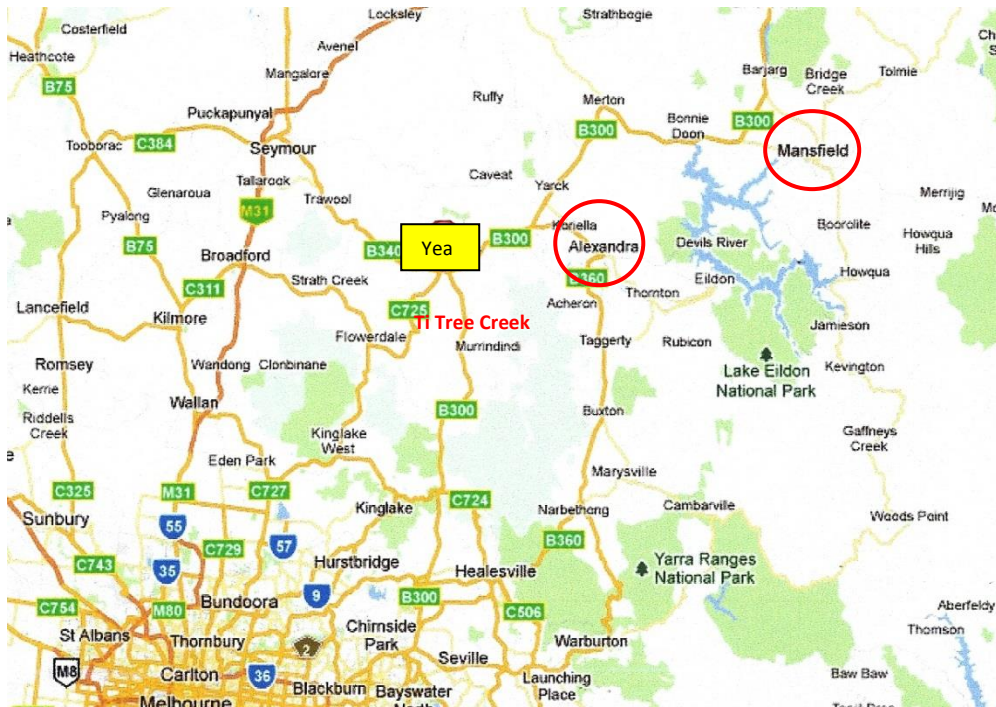 Locksley
Strathbogie
Costerfield
Avenel
Heathcote
Mangalore
Barjarg
Bridge
Creek
Tolmie
B75
Ruffy
Merton
Puckapunyal
Bonnie
Doon
B300
B300
Tooborac
C384
Seymour
Mansfield
Caveat
Yarck
Glenaroua
Tallarook
Trawool
Merrijig
M31
Pyalong
Koriella
Boorolite
Howqua
Hills
B75
Broadford
B340
Yea
B300
Alexandra
Devils River
Strath Creek
B360
Thornton
Eildon
Howqua
Lancefield
C311
Kilmore
C725
Acheron
Ti Tree Creek
Jamieson
Flowerdale
Murrindindi
Taggerty
Rubicon
Romsey
Wandong
Clonbinane
Lake Eildon
National Park
Kevington
Kerrie
Wallan
B300
Buxton
Riddells
Creek
Kinglake
West
Gaffneys
Creek
Eden Park
Marysville
C325
M31
C727
Kinglake
C724
Narbethong
Cambarville
Woods Point
Sunbury
55
C729
57
B360
C743
35
Hurstbridge
Healesville
Yarra Ranges
National Park
C754
M80
Bundoora
9
B300
C506
Aberfeldy
St Albans
Thornbury
2
Chirnside
Park
Warburton
Thomson
M8
Carlton
36
Seville
Launching
Place
Baw Baw
Melbourne
Blackburn
Bayswater
North